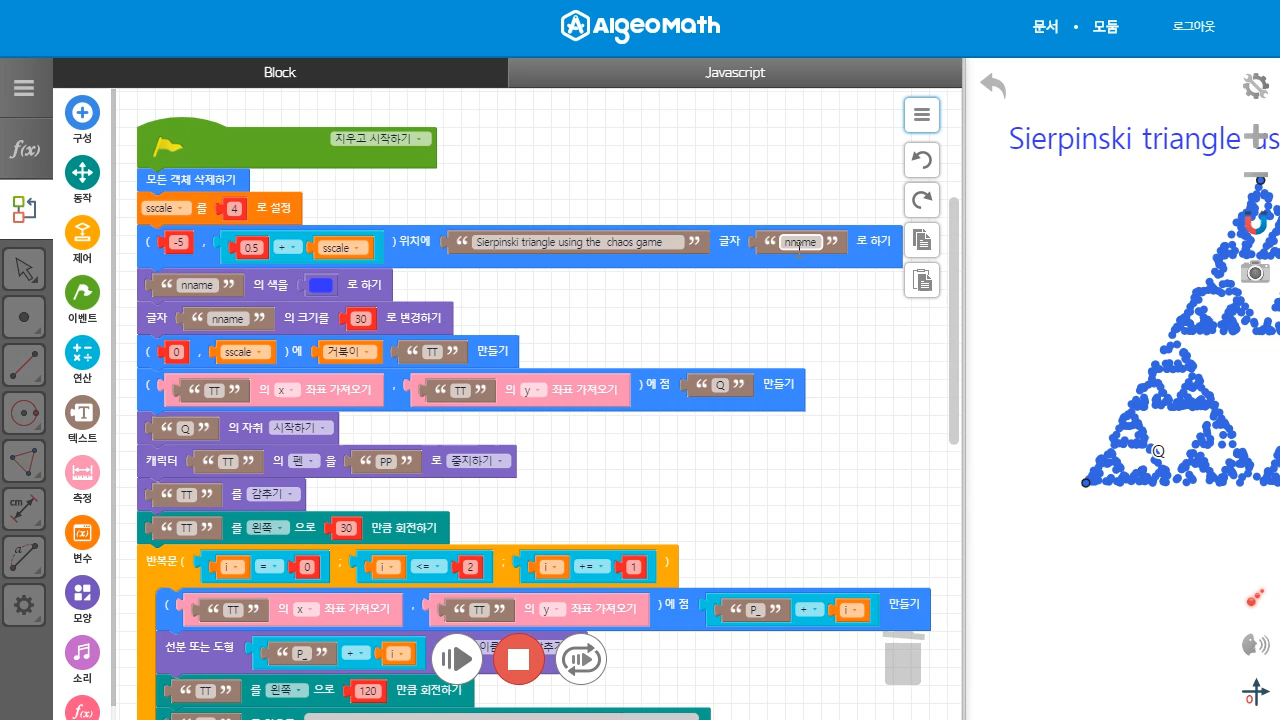 AlgeoMath
문서 • 모둠 로그아웃
Block
Javascript
f(x)
구성
동작
제어
이벤트
연산
텍스트
측정
변수
모양
소리
f(x)
cm
지우고 시작하기
모든 객체 삭제하기
sscale 를 4 로 설정
( -5 , 0.5 + sscale ) 위치에 “ Sierpinski triangle using the chaos game ” 글자 “ nname ” 로 하기
“ nname ” 의 색을 로 하기
글자 “ nname ” 의 크기를 30 로 변경하기
( 0 , sscale ) 에 거북이 “ TT ” 만들기
( “ TT ” 의 x 좌표 가져오기 , “ TT ” 의 y 좌표 가져오기 ) 에 점 “ Q ” 만들기
“ Q ” 의 자취 시작하기
캐릭터 “ TT ” 의 펜 을 “ PP ” 로 중지하기
“ TT ” 를 감추기
“ TT ” 를 왼쪽 으로 30 만큼 회전하기
반복문 ( i = 0 ; i <= 2 ; i += 1 )
( “ TT ” 의 x 좌표 가져오기 , “ TT ” 의 y 좌표 가져오기 ) 에 점 “ P_ ” + i 만들기
선분 또는 도형 “ P_ ” + i
“ TT ” 를 왼쪽 으로 120 만큼 회전하기
Sierpinski triangle us
Q
0